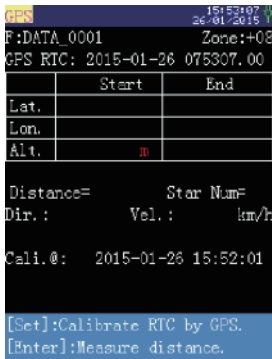 GPS 15:53:07
26/01/2015
F:DATA_0001 Zone:+08
GPS RTC: 2015-01-26 075307.00
Start End
Lat.
Lon.
Alt. m
Distance= Star Num=
Dir.: Vel.: km/h
Cali.@: 2015-01-26 15:52:01
[Set]:Calibrate RTC by GPS.
[Enter]:Measure distance.